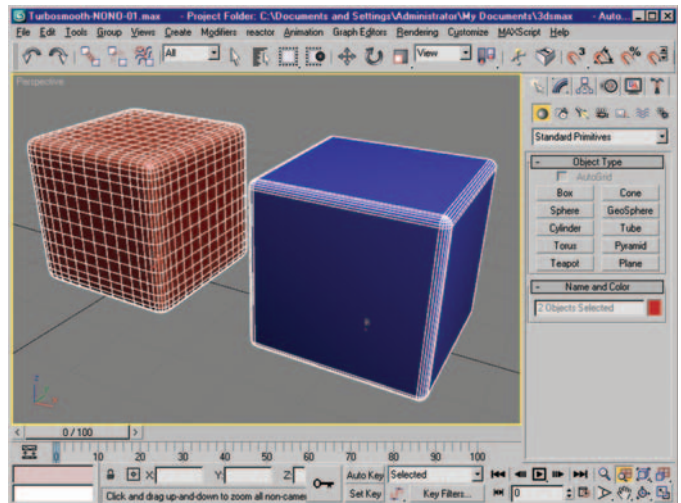 Turbosmooth-NONO-01.max - Project Folder: C:\Documents and Settings\Administrator\My Documents\3dsmax - Auto...
File Edit Tools Group Views Create Modifiers reactor Animation Graph Editors Rendering Customize MAXScript Help
All View
Perspective
Standard Primitives
- Object Type
AutoGrid
Box Cone
Sphere GeoSphere
Cylinder Tube
Torus Pyramid
Teapot Plane
- Name and Color
2 Objects Selected
z
< 0 / 100 >
0 10 20 30 40 50 60 70 80 90 100
X: Y: Z: Auto Key Selected
Click and drag up-and-down to zoom all non-camer Set Key Key Filters... 0